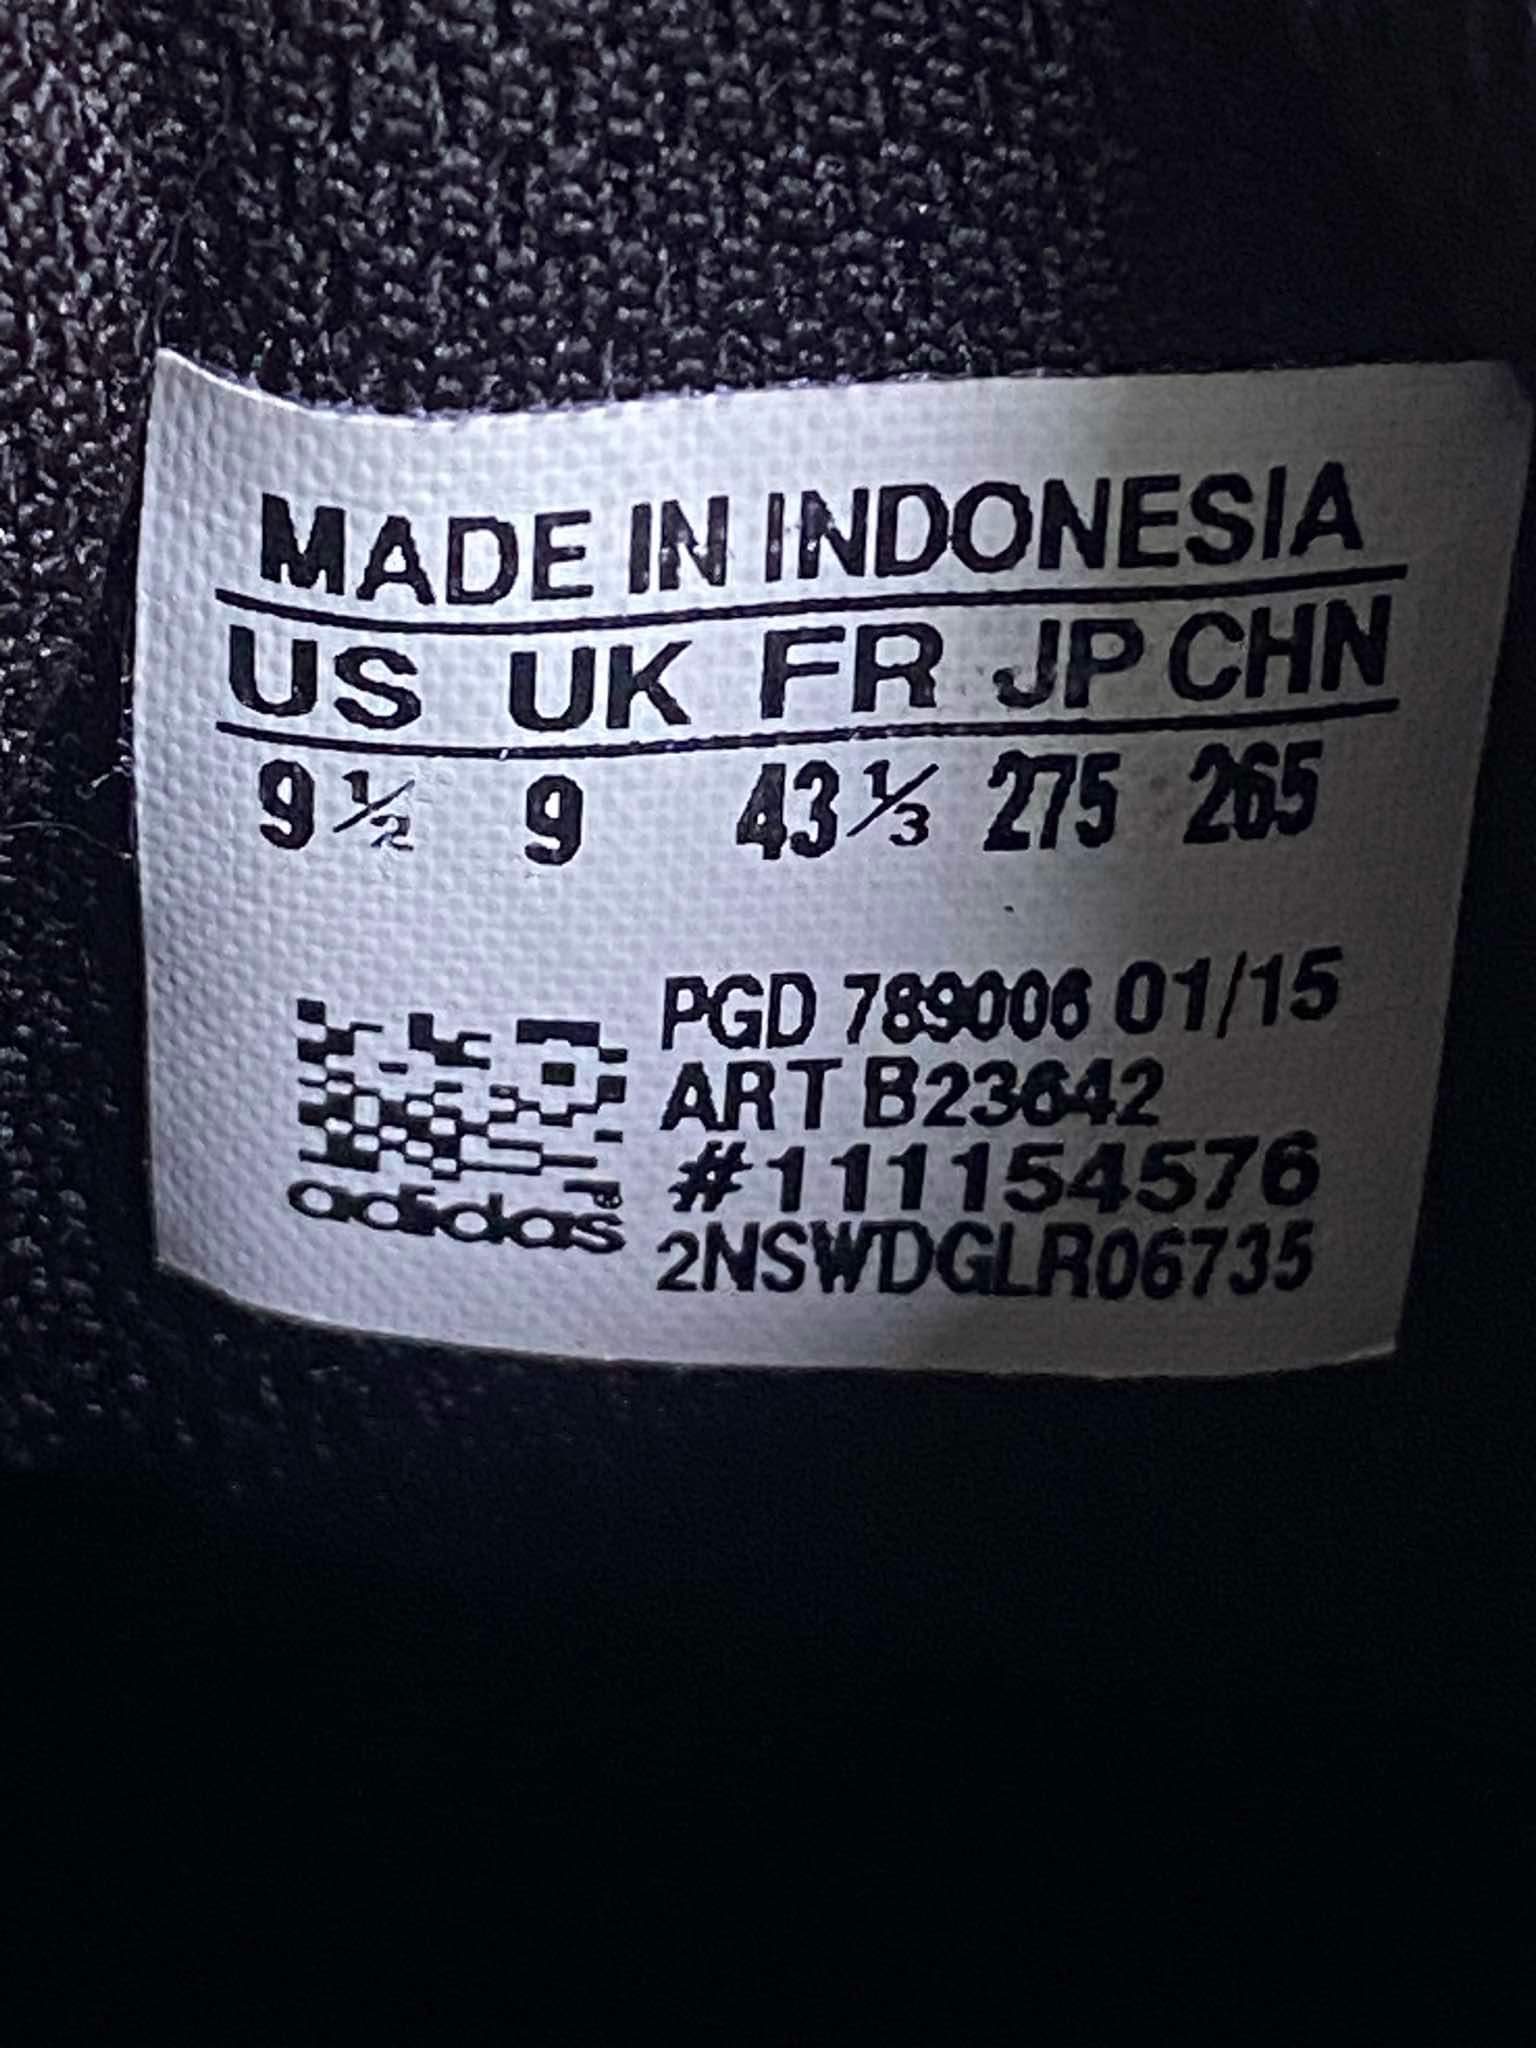 MADE IN INDONESIA
US UK FR JP CHN
9 ½ 9 43 ⅓ 275 265
PGD 789006 01/15
ART B23642
#111154576
adidas®
2NSWDGLR06735